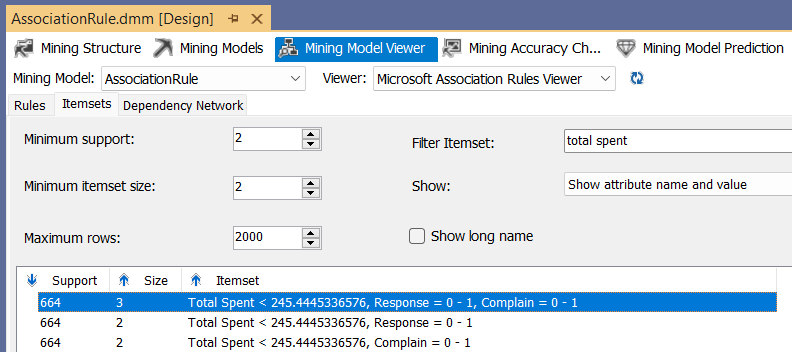 AssociationRule.dmm [Design]
Mining Structure Mining Models Mining Model Viewer Mining Accuracy Ch... Mining Model Prediction
Mining Model: AssociationRule Viewer: Microsoft Association Rules Viewer
Rules Itemsets Dependency Network
Minimum support: 2 Filter Itemset: total spent
Minimum itemset size: 2 Show: Show attribute name and value
Maximum rows: 2000 Show long name
Support Size Itemset
664 3 Total Spent < 245.4445336576, Response = 0 - 1, Complain = 0 - 1
664 2 Total Spent < 245.4445336576, Response = 0 - 1
664 2 Total Spent < 245.4445336576, Complain = 0 - 1